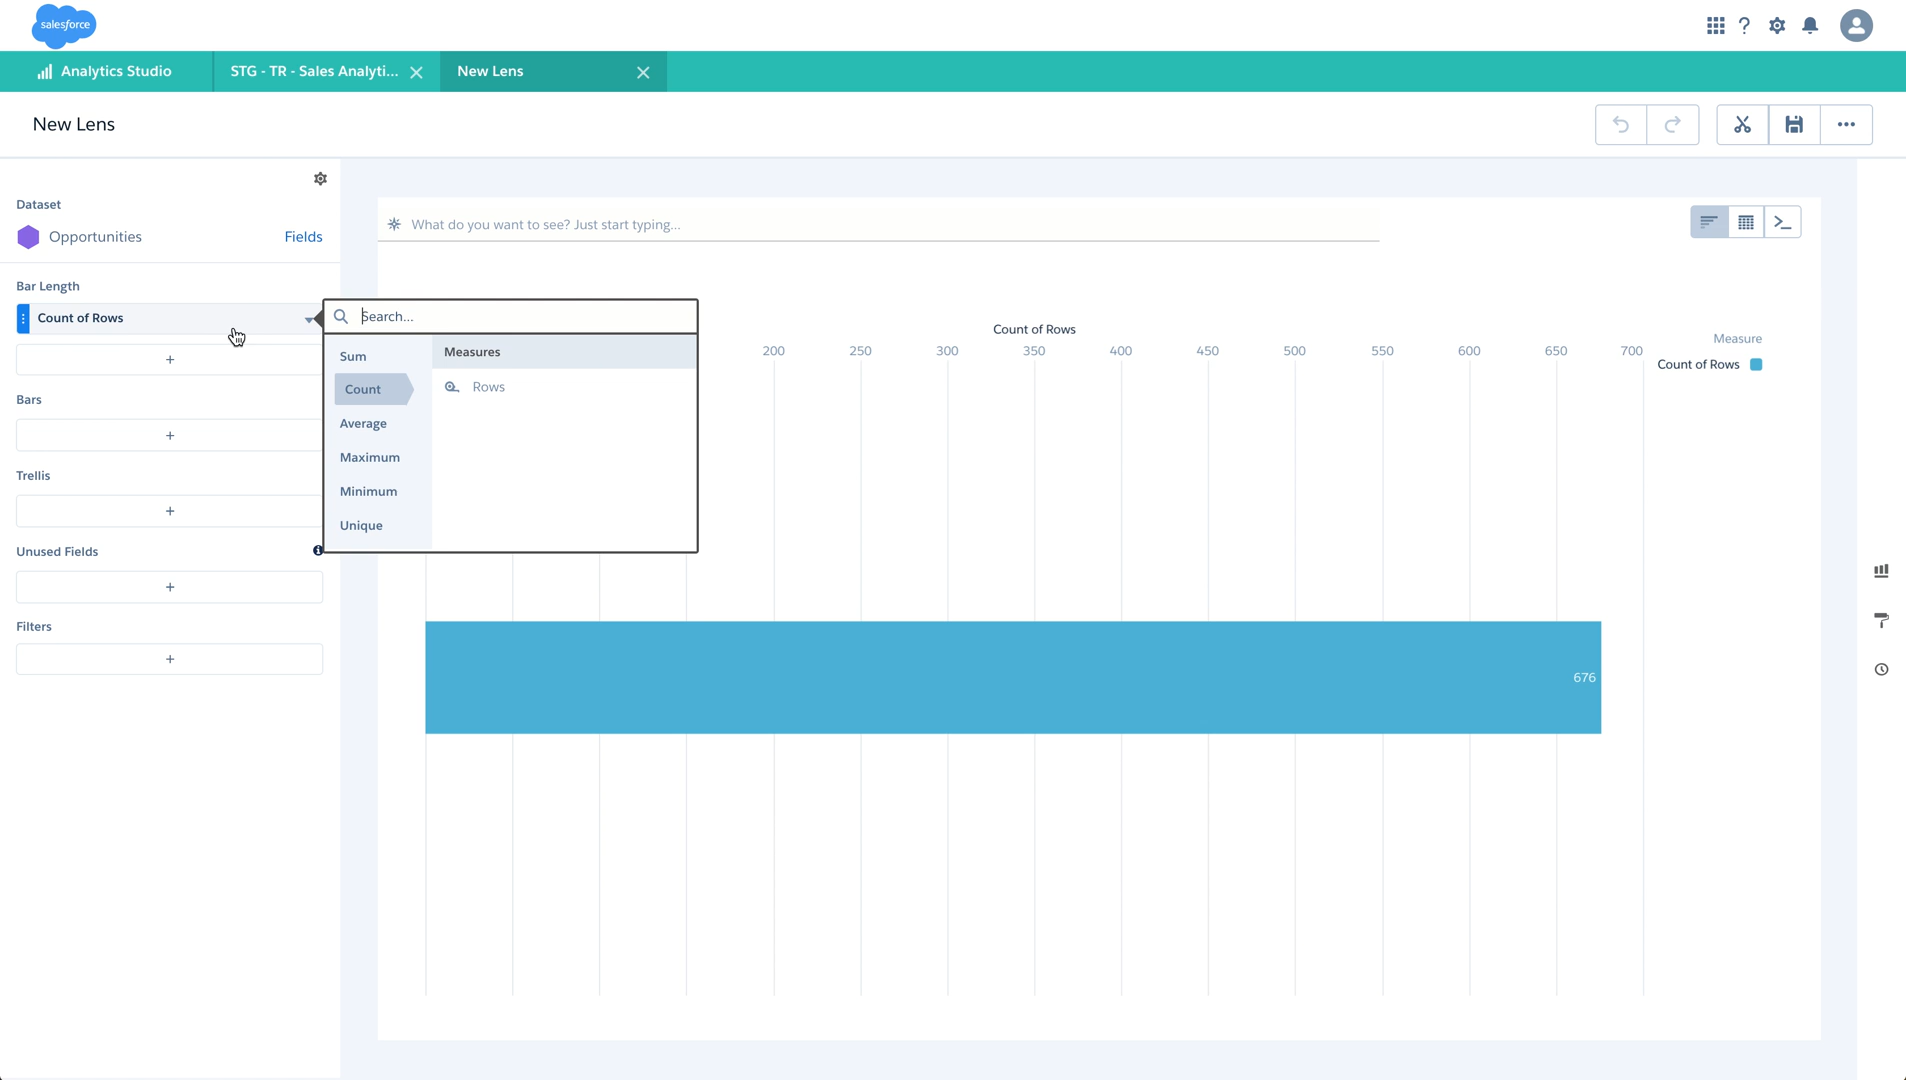 salesforce
?
Analytics Studio
STG - TR - Sales Analyti...
New Lens
New Lens
Dataset
Opportunities
Fields
What do you want to see? Just start typing...
Bar Length
Count of Rows
+
Search...
Sum
Count
Average
Maximum
Minimum
Unique
Measures
Rows
Bars
+
Trellis
+
Unused Fields
+
Filters
+
Count of Rows
200 250 300 350 400 450 500 550 600 650 700
Measure
Count of Rows
676